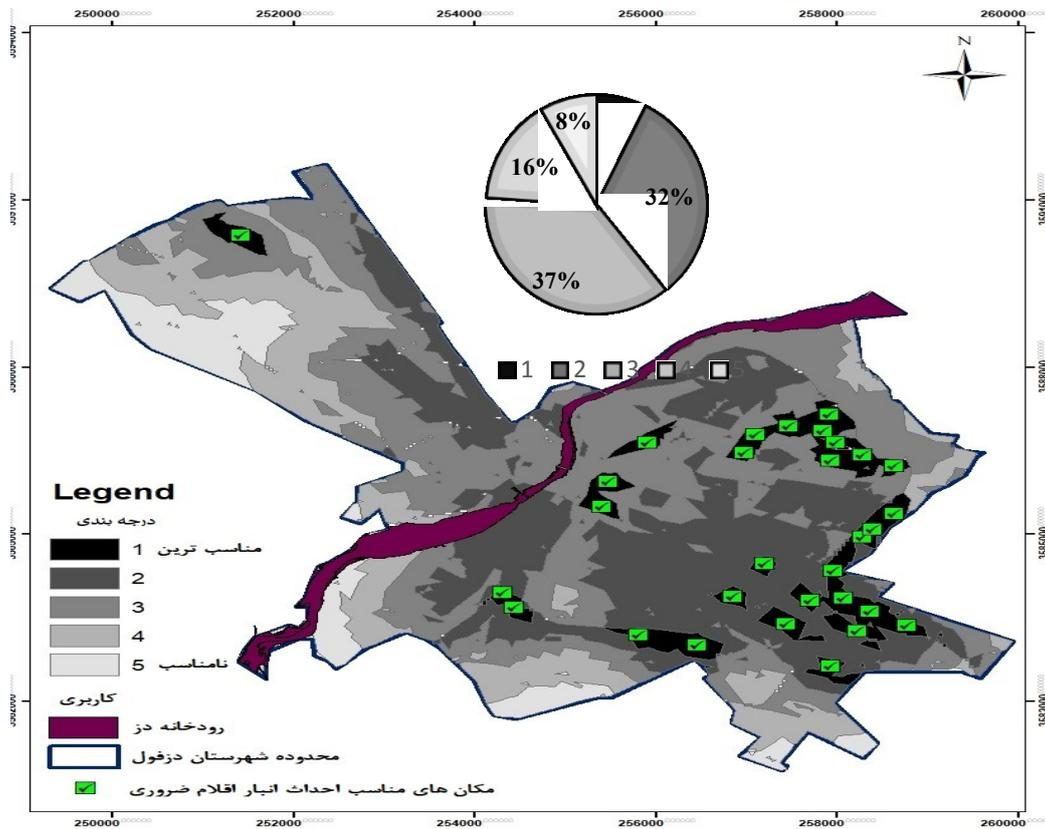 250000 252000 254000 256000 258000 260000
N
8%
16%
32%
37%
1 2 3
Legend
درجه بندی
1 مناسب ترین
2
3
4
5 نامناسب
کاربری
رودخانه دز
محدوده شهرستان دزفول
مکان های مناسب احداث انبار اقلام ضروری
250000 252000 254000 256000 258000 260000